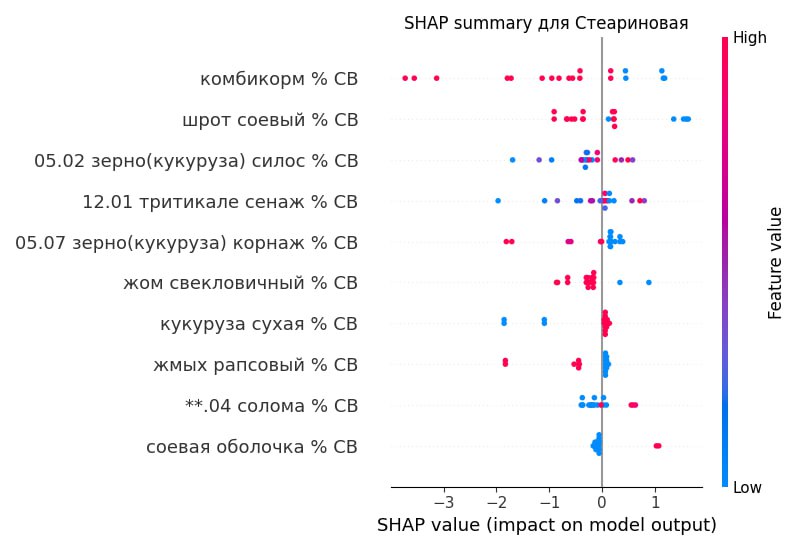 SHAP summary для Стеариновая
High
комбикорм % СВ
шрот соевый % СВ
05.02 зерно(кукуруза) силос % СВ
12.01 тритикале сенаж % СВ
05.07 зерно(кукуруза) корнаж % СВ
жом свекловичный % СВ
кукуруза сухая % СВ
жмых рапсовый % СВ
**.04 солома % СВ
соевая оболочка % СВ
Feature value
Low
−3 −2 −1 0 1
SHAP value (impact on model output)